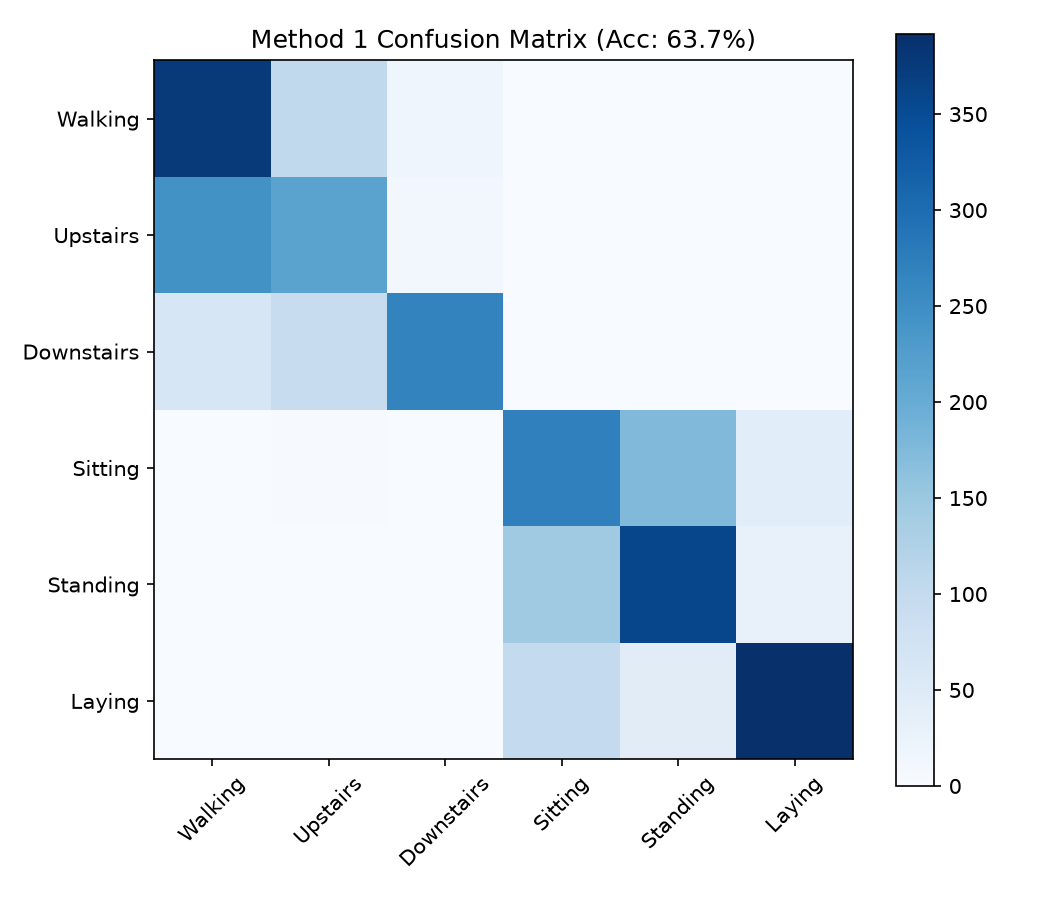 Method 1 Confusion Matrix (Acc: 63.7%)
Walking
Upstairs
Downstairs
Sitting
Standing
Laying
Walking
Upstairs
Downstairs
Sitting
Standing
Laying
350
300
250
200
150
100
50
0